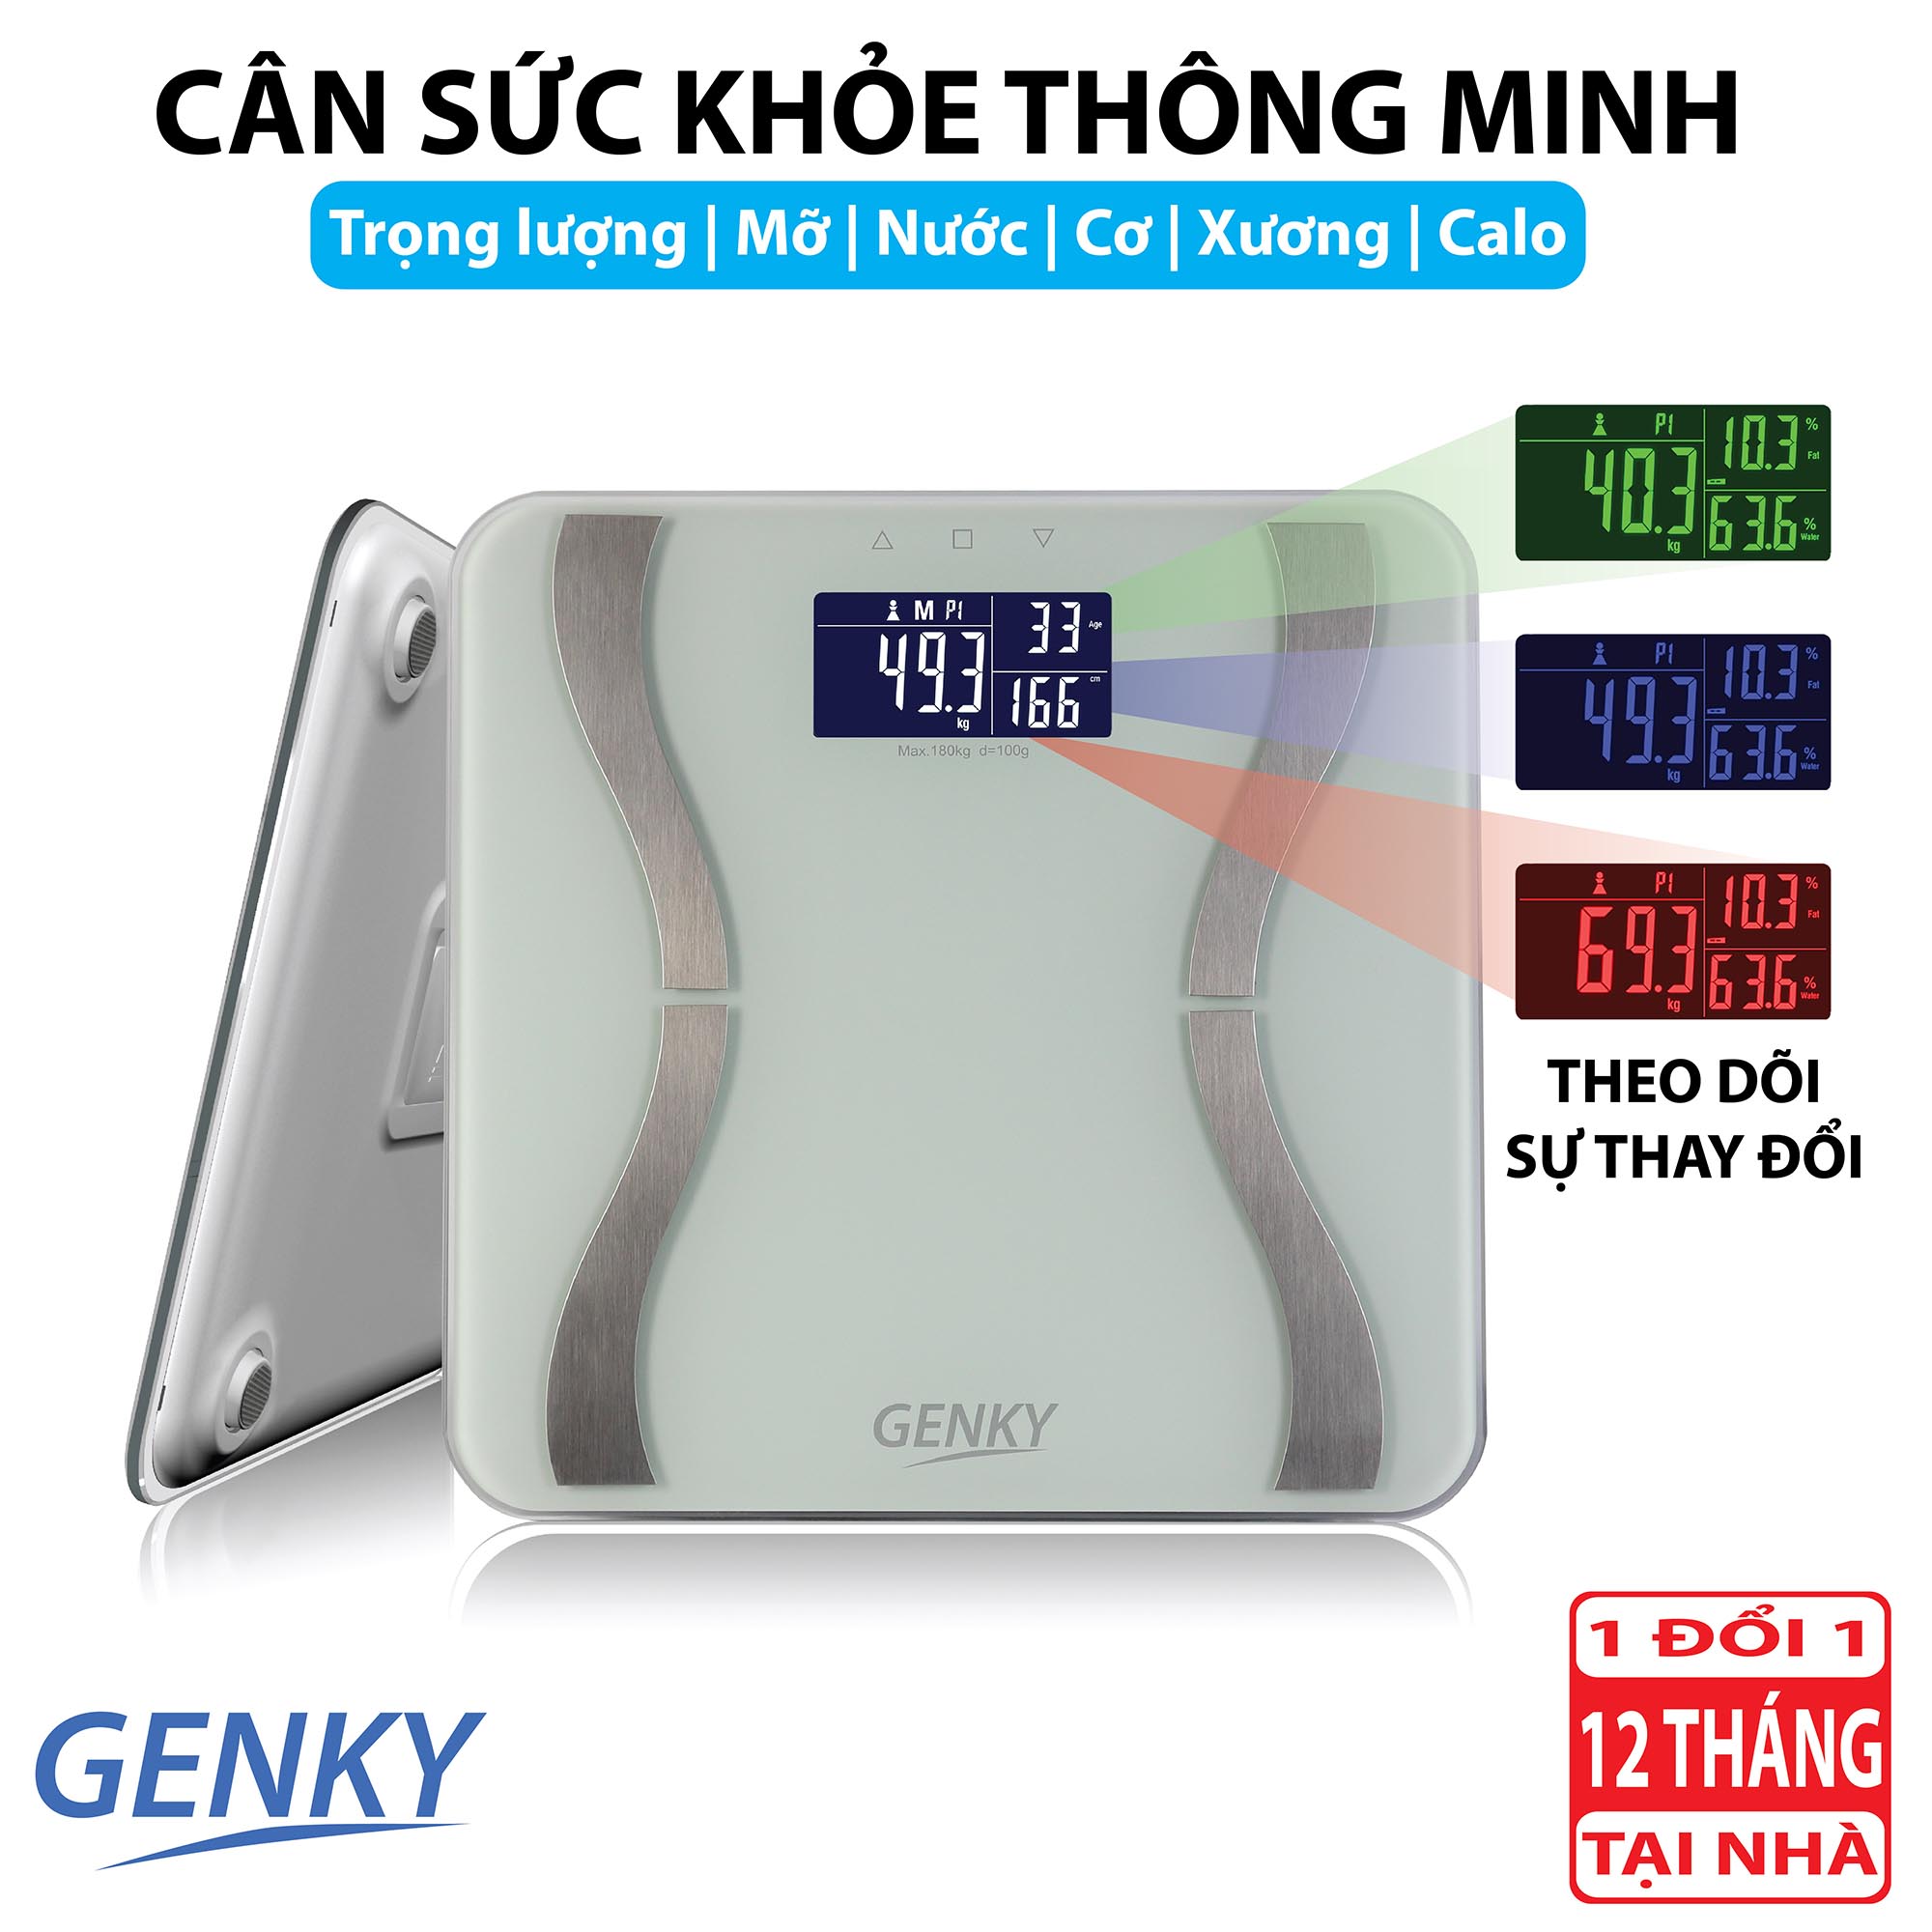 CÂN SỨC KHỎE THÔNG MINH
Trọng lượng | Mỡ | Nước | Cơ | Xương | Calo
P1 10.3 % Fat
40.3 kg 63.6 % Water
M P1 33 Age
49.3 kg 166 cm
Max.180kg d=100g
P1 10.3 % Fat
49.3 kg 63.6 % Water
P1 10.3 % Fat
69.3 kg 63.6 % Water
THEO DÕI
SỰ THAY ĐỔI
GENKY
GENKY
1 ĐỔI 1
12 THÁNG
TẠI NHÀ